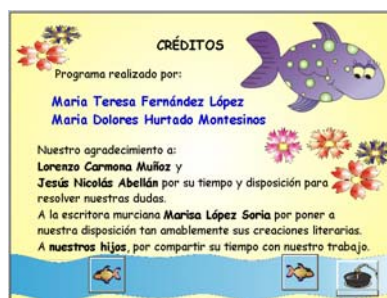 CRÉDITOS
Programa realizado por:
Maria Teresa Fernández López
Maria Dolores Hurtado Montesinos
Nuestro agradecimiento a:
Lorenzo Carmona Muñoz y
Jesús Nicolás Abellán por su tiempo y disposición para
resolver nuestras dudas.
A la escritora murciana Marisa López Soria por poner a
nuestra disposición tan amablemente sus creaciones literarias.
A nuestros hijos, por compartir su tiempo con nuestro trabajo.